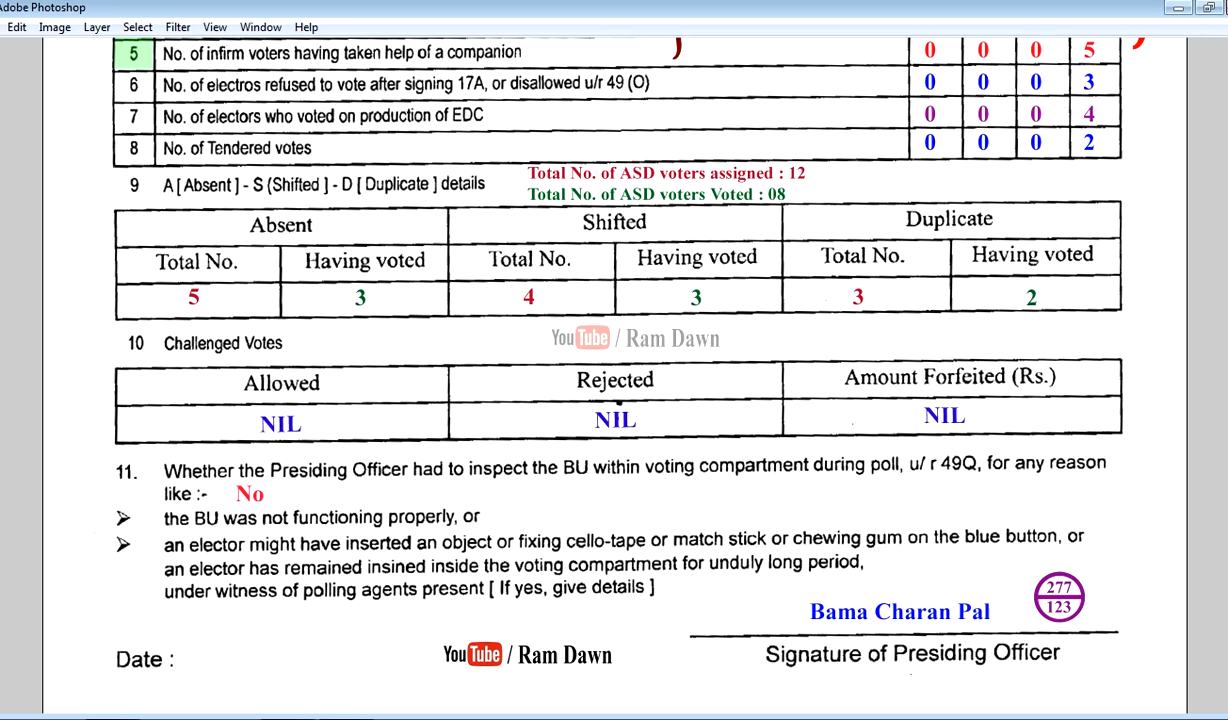 Adobe Photoshop
Edit Image Layer Select Filter View Window Help
5 No. of infirm voters having taken help of a companion 0 0 0 5
6 No. of electros refused to vote after signing 17A, or disallowed u/r 49 (O) 0 0 0 3
7 No. of electors who voted on production of EDC 0 0 0 4
8 No. of Tendered votes 0 0 0 2
9 A [ Absent ] - S (Shifted ] - D [ Duplicate ] details
Total No. of ASD voters assigned : 12
Total No. of ASD voters Voted : 08
Absent Shifted Duplicate
Total No. Having voted Total No. Having voted Total No. Having voted
5 3 4 3 3 2
YouTube / Ram Dawn
10 Challenged Votes
Allowed Rejected Amount Forfeited (Rs.)
NIL NIL NIL
11. Whether the Presiding Officer had to inspect the BU within voting compartment during poll, u/ r 49Q, for any reason
like :- No
➢ the BU was not functioning properly, or
➢ an elector might have inserted an object or fixing cello-tape or match stick or chewing gum on the blue button, or
an elector has remained insined inside the voting compartment for unduly long period,
under witness of polling agents present [ If yes, give details ]
277
123
Bama Charan Pal
Date : YouTube / Ram Dawn Signature of Presiding Officer